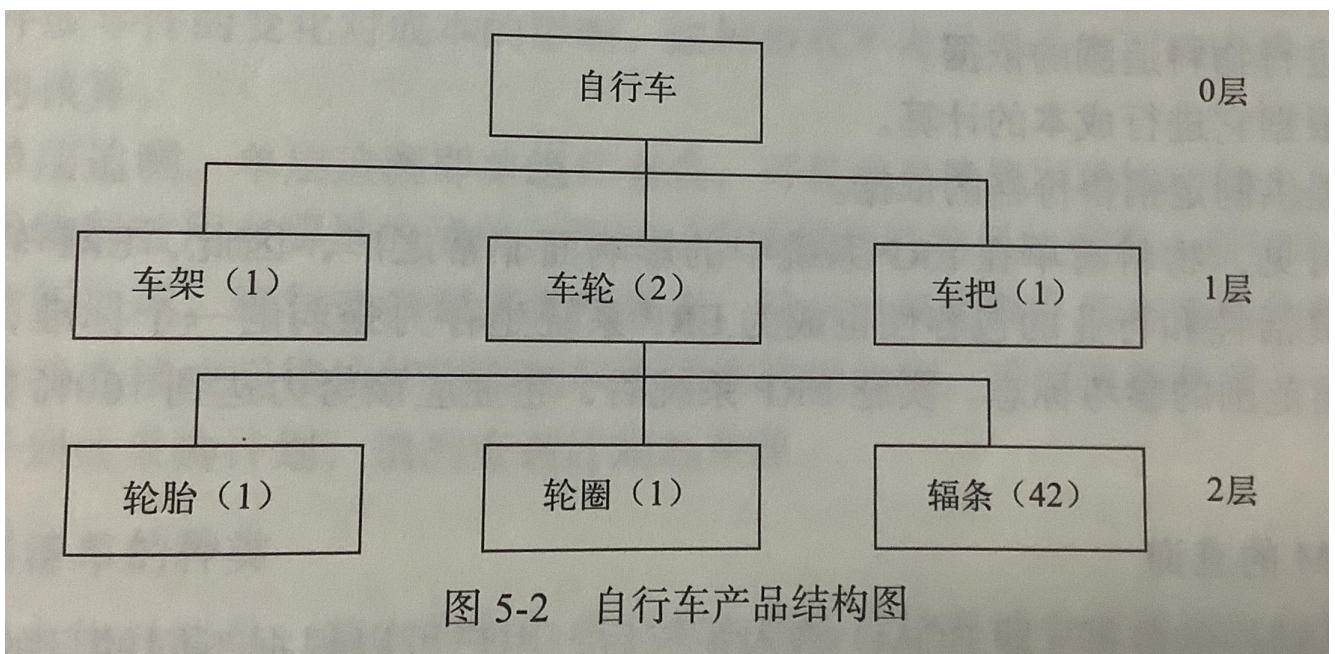 自行车 0层
车架（1） 车轮（2） 车把（1） 1层
轮胎（1） 轮圈（1） 辐条（42） 2层
图 5-2 自行车产品结构图